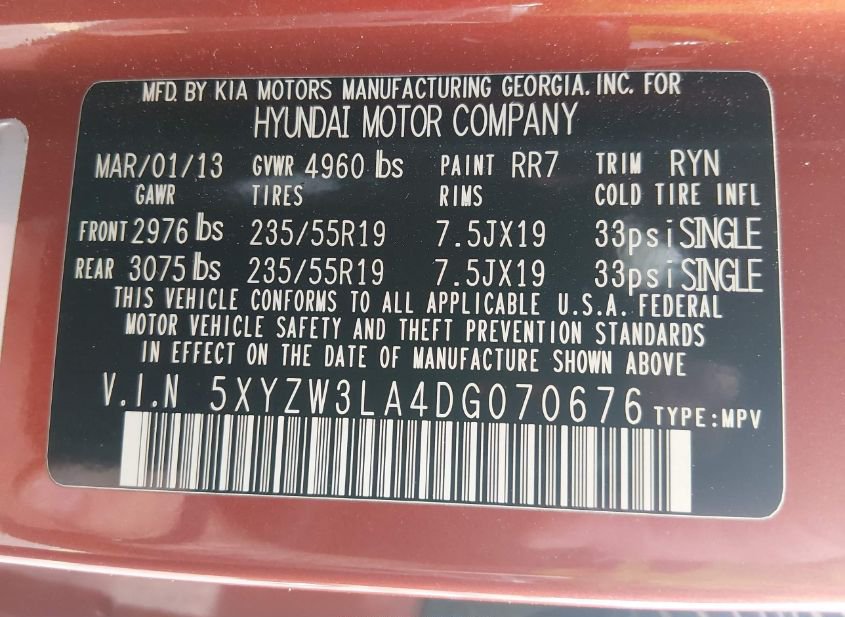 MFD. BY KIA MOTORS MANUFACTURING GEORGIA. INC. FOR
HYUNDAI MOTOR COMPANY
MAR/01/13 GVWR 4960 lbs PAINT RR7 TRIM RYN
GAWR TIRES RIMS COLD TIRE INFL
FRONT 2976 lbs 235/55R19 7.5JX19 33psi SINGLE
REAR 3075 lbs 235/55R19 7.5JX19 33psi SINGLE
THIS VEHICLE CONFORMS TO ALL APPLICABLE U.S.A. FEDERAL
MOTOR VEHICLE SAFETY AND THEFT PREVENTION STANDARDS
IN EFFECT ON THE DATE OF MANUFACTURE SHOWN ABOVE
V.I.N 5XYZW3LA4DG070676 TYPE:MPV